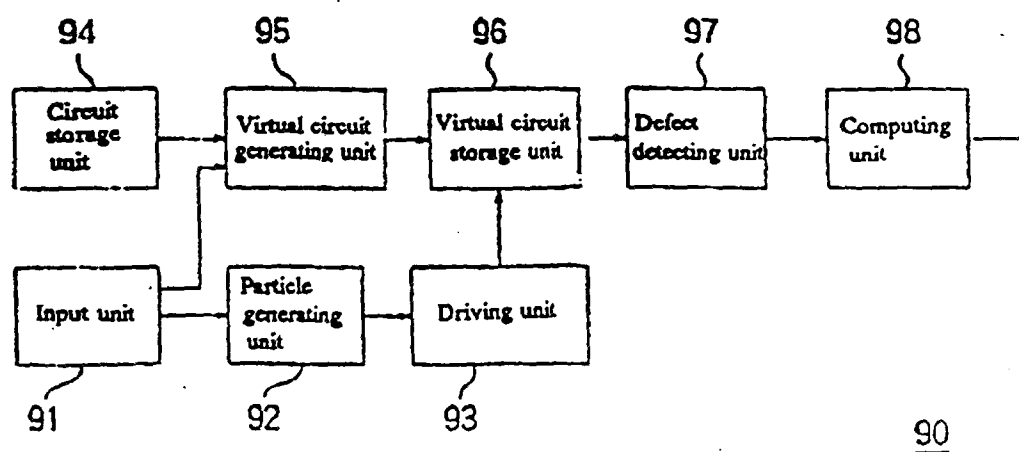 94
95
96
97
98
Circuit
storage
unit
Virtual circuit
generating unit
Virtual circuit
storage unit
Defect
detecting unit
Computing
unit
Input unit
Particle
generating
unit
Driving unit
91
92
93
90